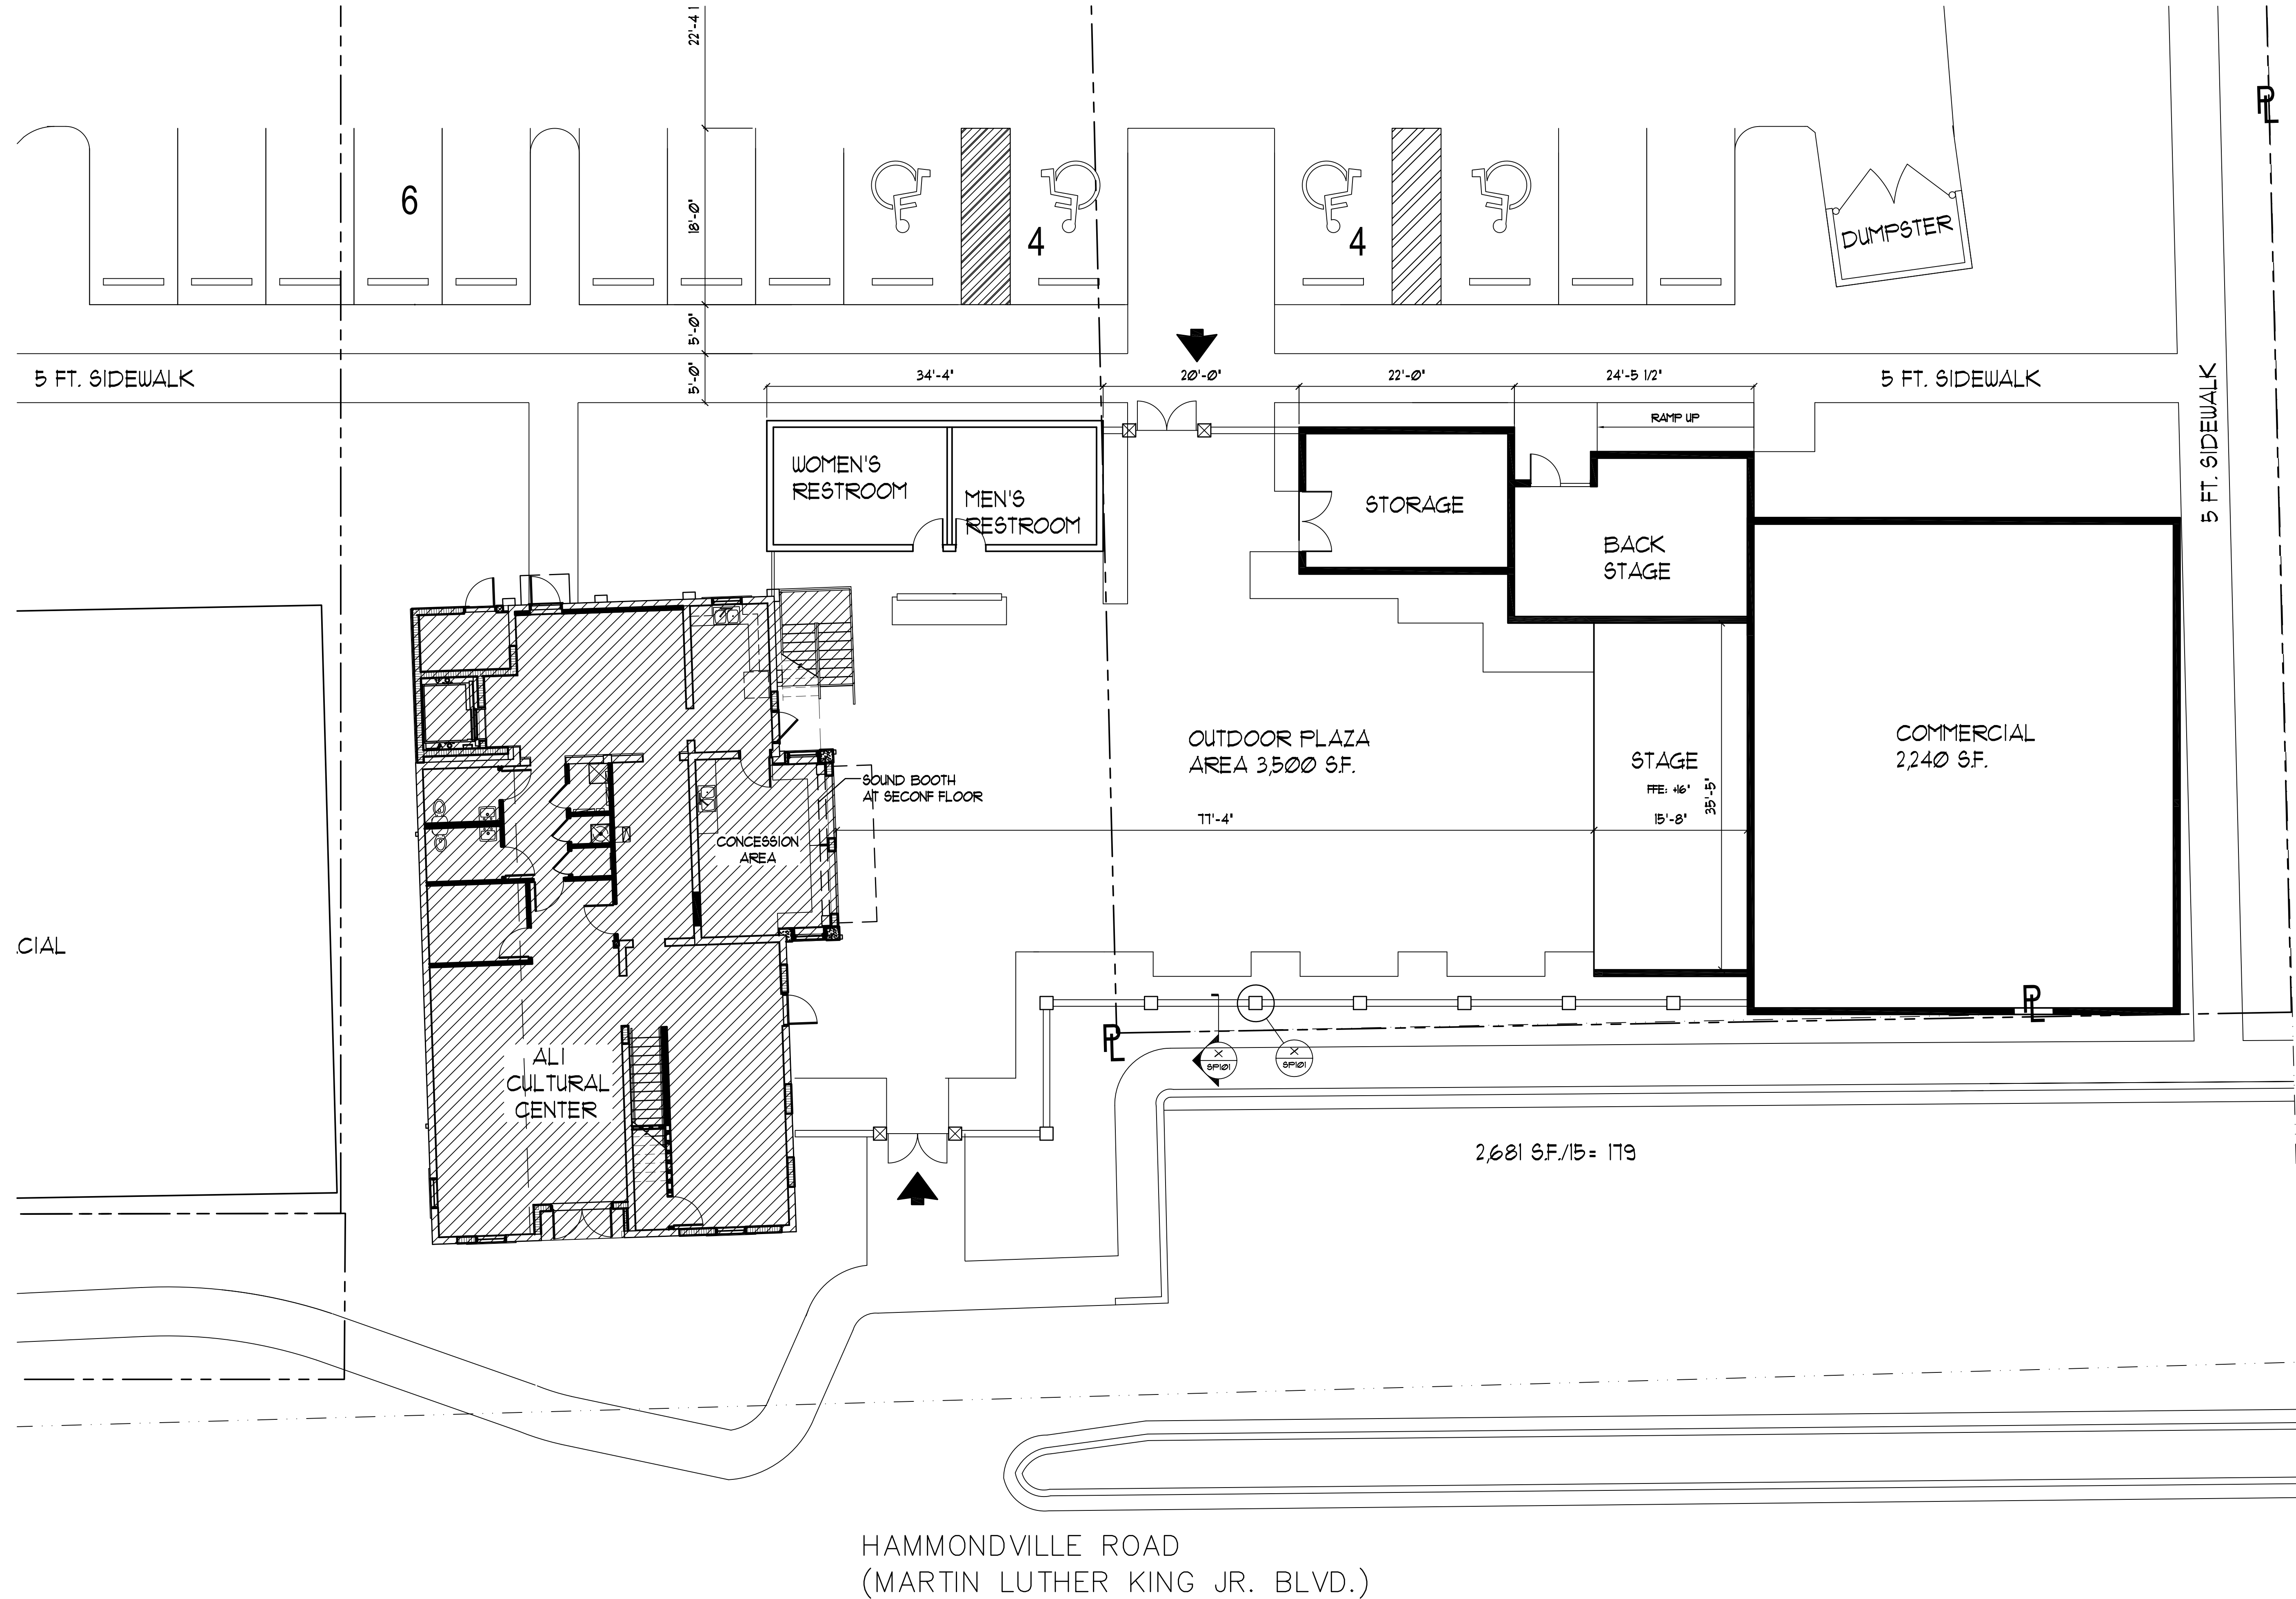 22'-4 1
PL
6
18'-0"
4
4
DUMPSTER
5'-0"
5 FT. SIDEWALK
5'-0"
34'-4"
20'-0"
22'-0"
24'-5 1/2"
5 FT. SIDEWALK
5 FT. SIDEWALK
RAMP UP
WOMEN'S
RESTROOM
MEN'S
RESTROOM
STORAGE
BACK
STAGE
OUTDOOR PLAZA
AREA 3,500 S.F.
STAGE
FFE: +16"
35'-5"
COMMERCIAL
2,240 S.F.
SOUND BOOTH
AT SECONF FLOOR
77'-4"
15'-8"
CONCESSION
AREA
CIAL
PL
PL
X
SP101
X
SP101
ALI
CULTURAL
CENTER
2,681 S.F./15= 179
HAMMONDVILLE ROAD
(MARTIN LUTHER KING JR. BLVD.)